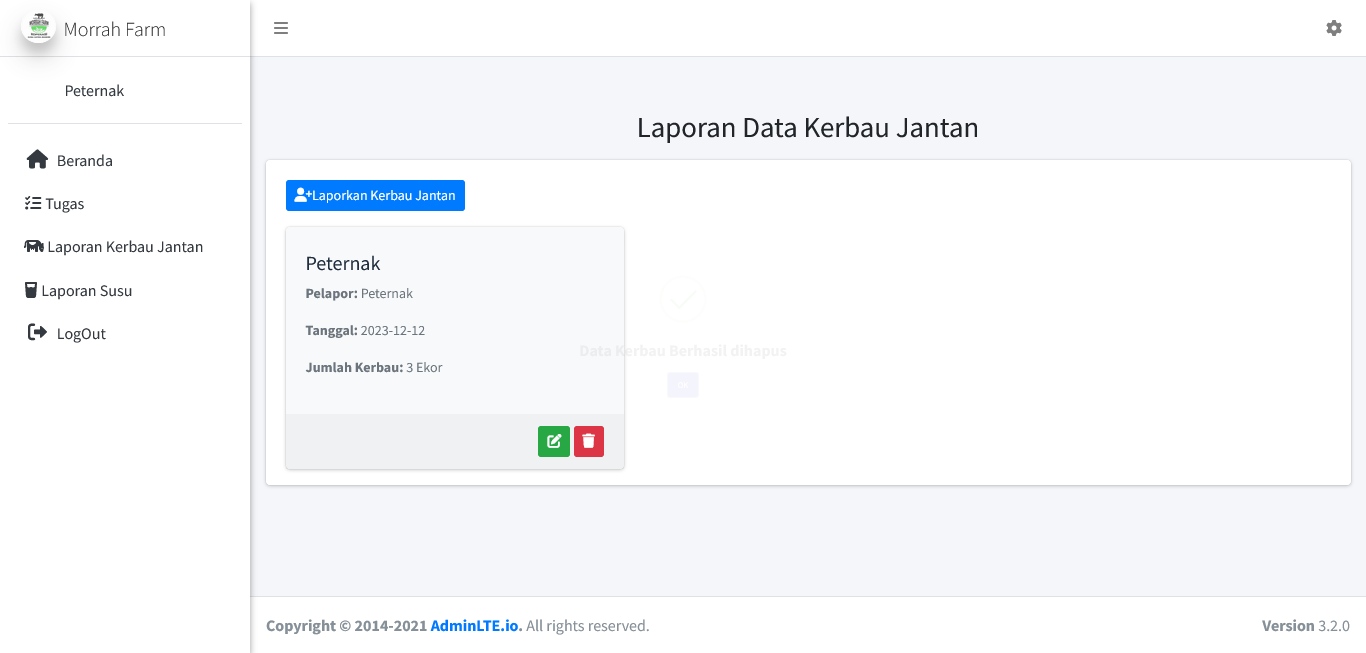 Morrah Farm
Peternak
Beranda
Tugas
Laporan Kerbau Jantan
Laporan Susu
LogOut
Laporan Data Kerbau Jantan
Laporkan Kerbau Jantan
Peternak
Pelapor: Peternak
Tanggal: 2023-12-12
Jumlah Kerbau: 3 Ekor
Data Kerbau Berhasil dihapus
OK
Copyright © 2014-2021 AdminLTE.io. All rights reserved.
Version 3.2.0